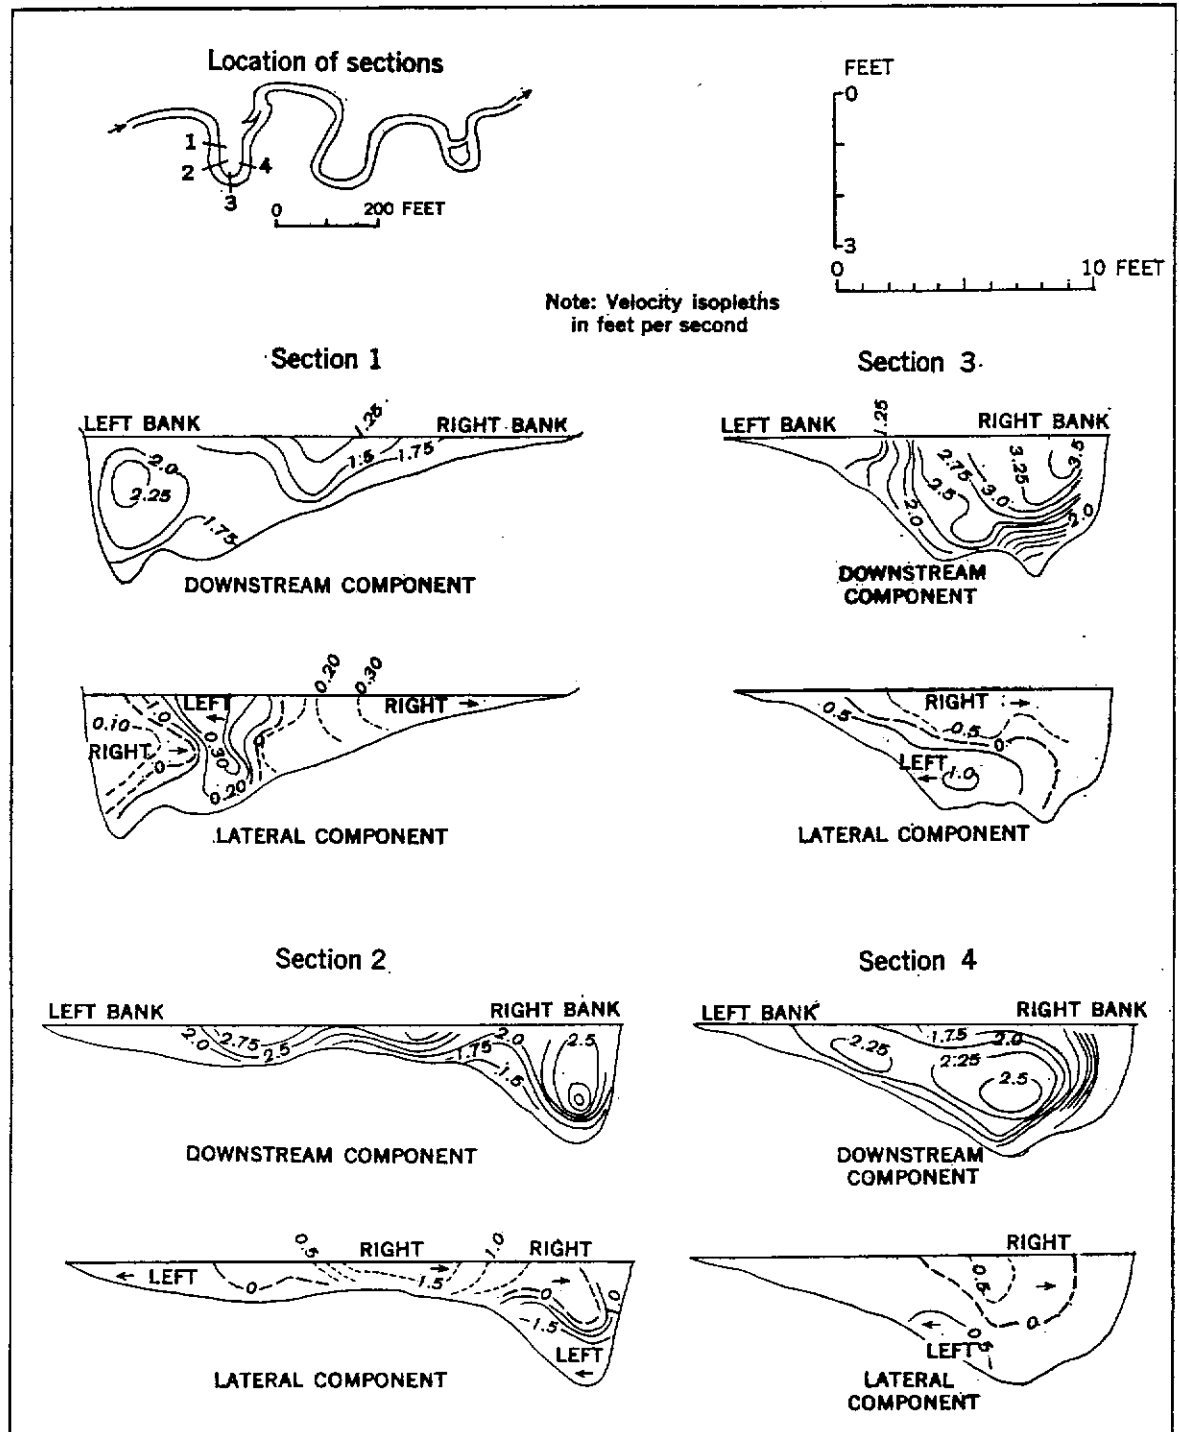 Location of sections
1
2
3
4
0 200 FEET
FEET
0
3
0 10 FEET
Note: Velocity isopleths
in feet per second
Section 1
LEFT BANK 1.25 RIGHT BANK
2.0 1.5 1.75
2.25
1.75
DOWNSTREAM COMPONENT
0.20 0.30
1.0 LEFT RIGHT
0.10
RIGHT 0.30 0
0
0.20
LATERAL COMPONENT
Section 3
LEFT BANK 1.25 RIGHT BANK
2.75 3.25 3.5
2.5 3.0
2.0 2.0
DOWNSTREAM
COMPONENT
RIGHT
0.5 0.5
0
LEFT
1.0
LATERAL COMPONENT
Section 2
LEFT BANK RIGHT BANK
2.75 2.0 2.5
2.0 2.5 1.75
1.5
DOWNSTREAM COMPONENT
0.5 RIGHT 1.0 RIGHT
LEFT 0 1.5 0 0
1.5
LEFT
LATERAL COMPONENT
Section 4
LEFT BANK RIGHT BANK
1.75 2.0
2.25 2.25
2.5
DOWNSTREAM
COMPONENT
RIGHT
0.5
0
0.5
LEFT
LATERAL
COMPONENT